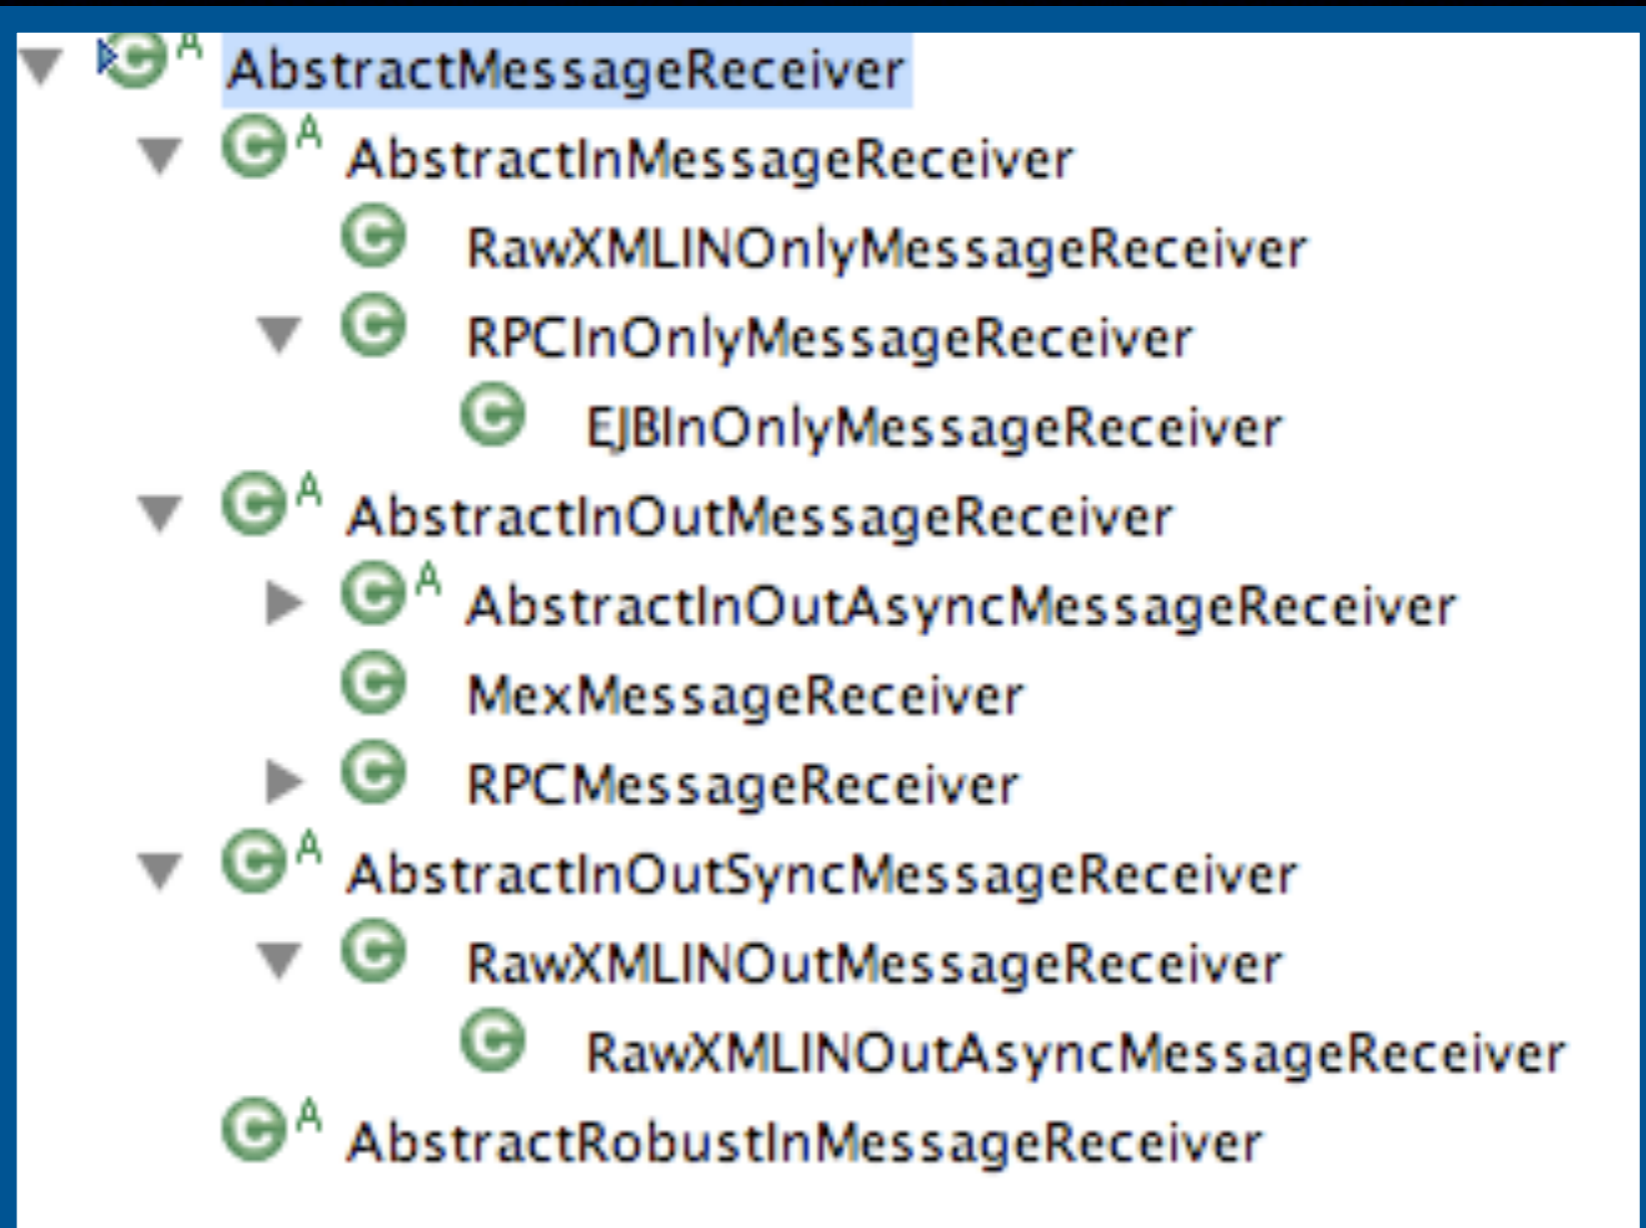 C A AbstractMessageReceiver
C A AbstractInMessageReceiver
C RawXMLINOnlyMessageReceiver
C RPCInOnlyMessageReceiver
C EJBInOnlyMessageReceiver
C A AbstractInOutMessageReceiver
C A AbstractInOutAsyncMessageReceiver
C MexMessageReceiver
C RPCMessageReceiver
C A AbstractInOutSyncMessageReceiver
C RawXMLINOutMessageReceiver
C RawXMLINOutAsyncMessageReceiver
C A AbstractRobustInMessageReceiver